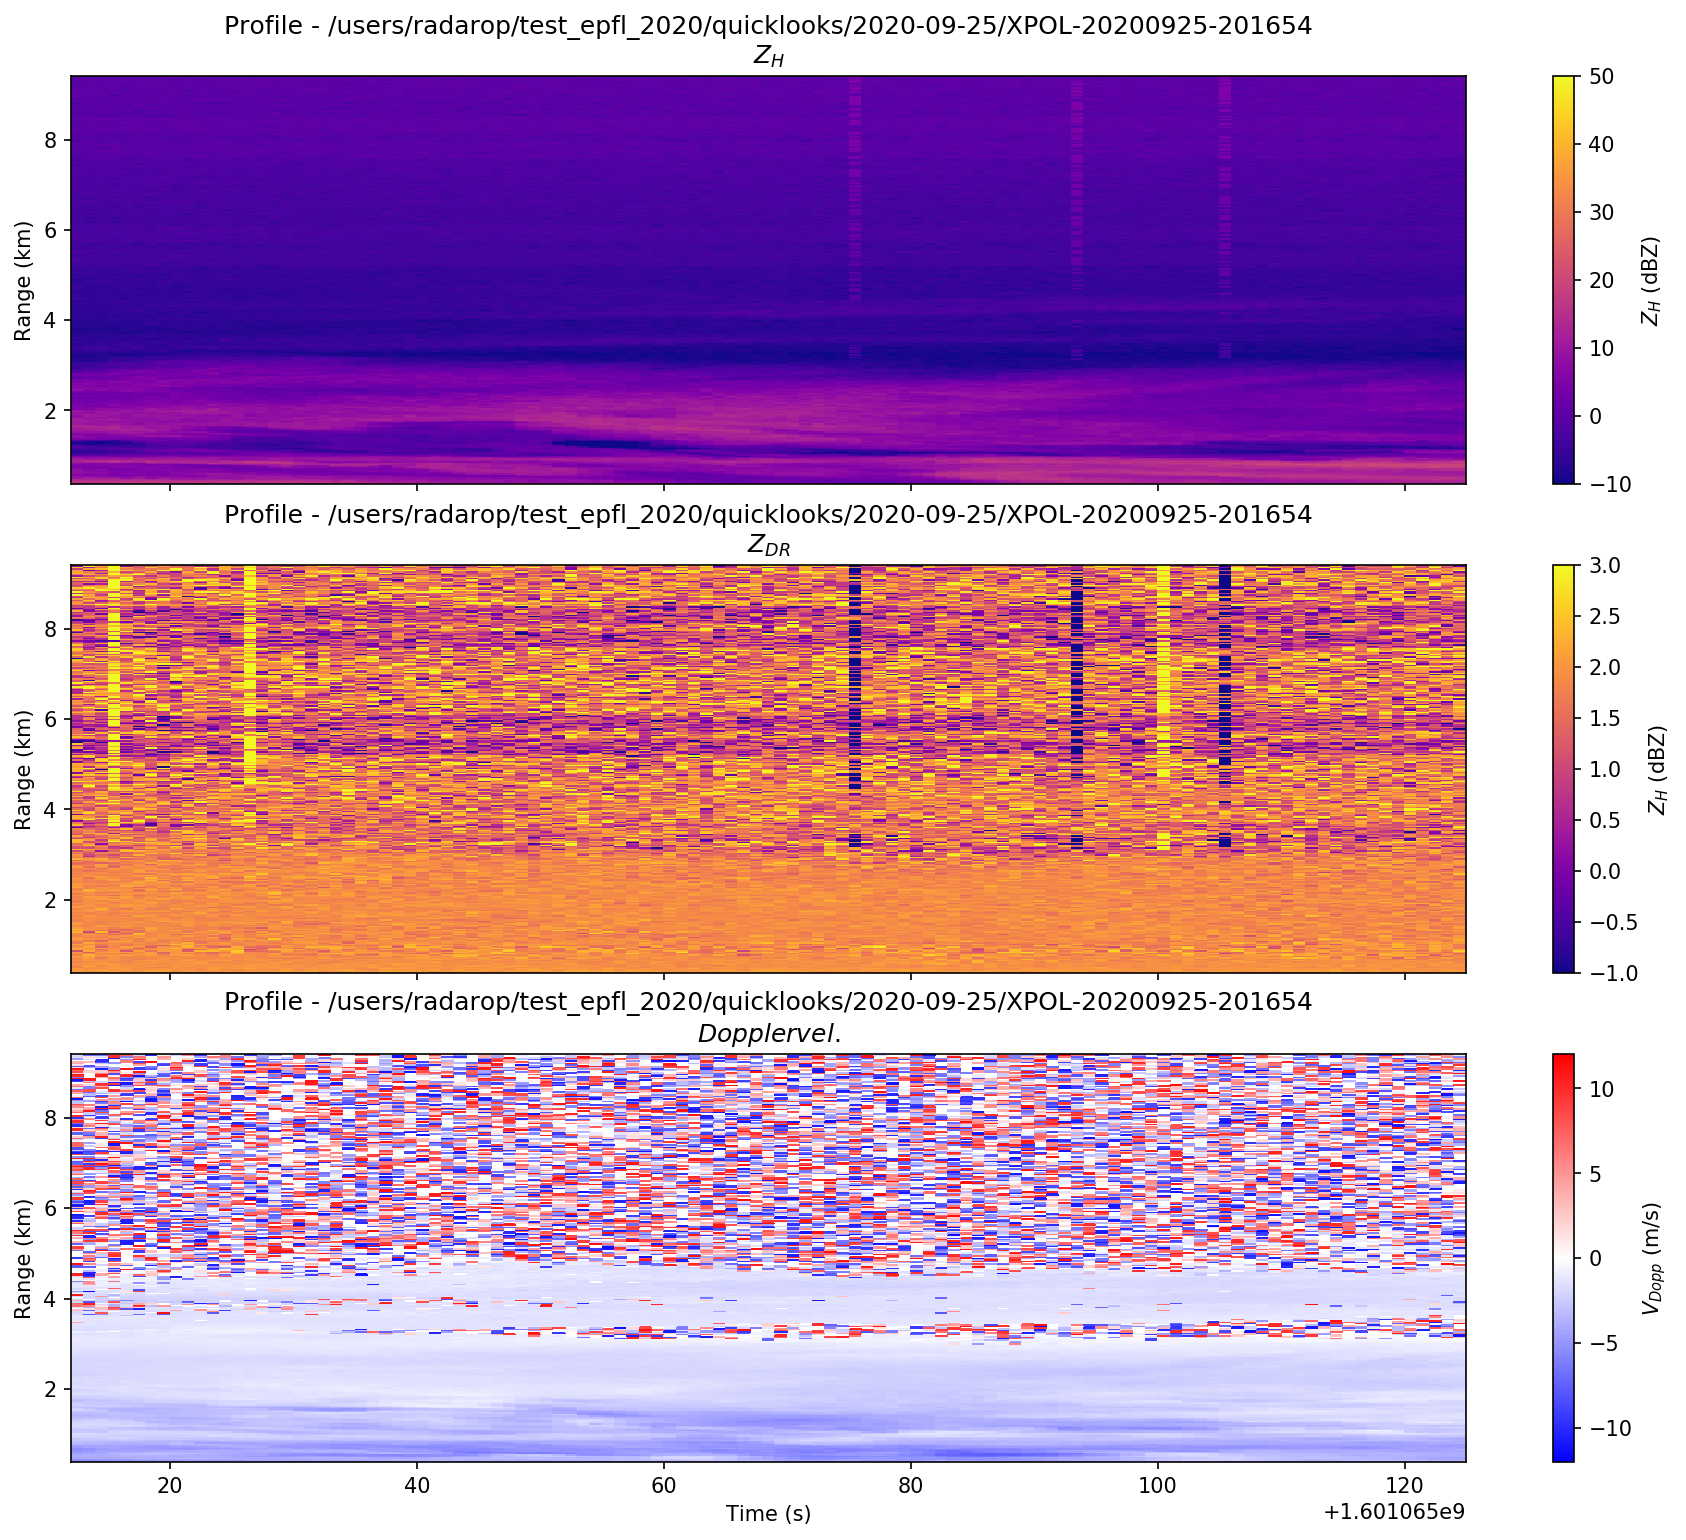 Profile - /users/radarop/test_epfl_2020/quicklooks/2020-09-25/XPOL-20200925-201654
Z_H
50
40
30
20
10
0
−10
Z_H (dBZ)
8
6
4
2
Range (km)
Profile - /users/radarop/test_epfl_2020/quicklooks/2020-09-25/XPOL-20200925-201654
Z_DR
3.0
2.5
2.0
1.5
1.0
0.5
0.0
−0.5
−1.0
Z_H (dBZ)
8
6
4
2
Range (km)
Profile - /users/radarop/test_epfl_2020/quicklooks/2020-09-25/XPOL-20200925-201654
Dopplervel.
10
5
0
−5
−10
V_Dopp (m/s)
8
6
4
2
Range (km)
20 40 60 80 100 120
Time (s)
+1.601065e9